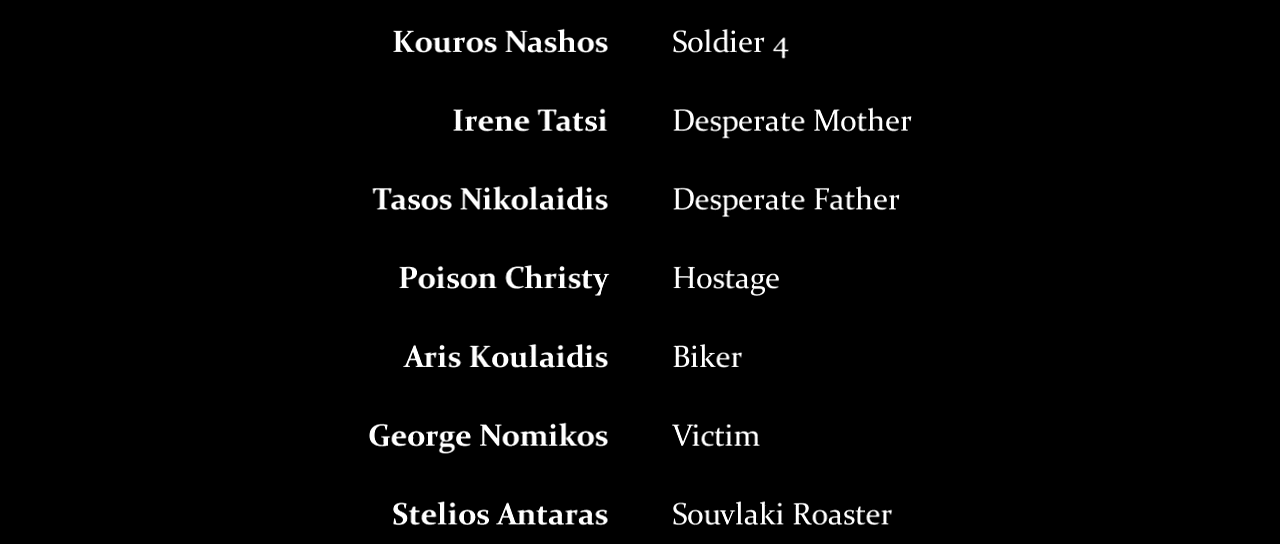 Kouros Nashos Soldier 4
Irene Tatsi Desperate Mother
Tasos Nikolaidis Desperate Father
Poison Christy Hostage
Aris Koulaidis Biker
George Nomikos Victim
Stelios Antaras Souvlaki Roaster